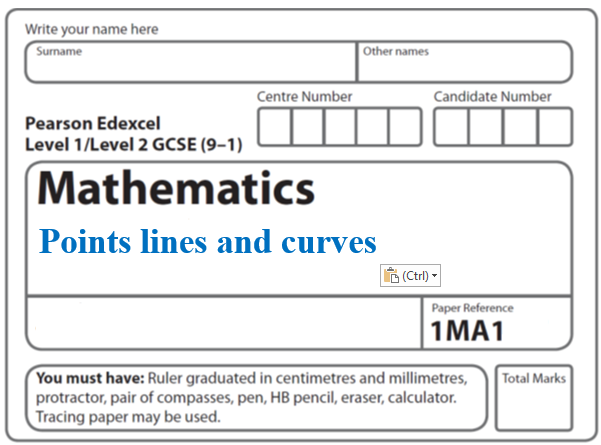 Write your name here
Surname
Other names
Centre Number
Candidate Number
Pearson Edexcel
Level 1/Level 2 GCSE (9–1)
Mathematics
Points lines and curves
(Ctrl)
Paper Reference
1MA1
You must have: Ruler graduated in centimetres and millimetres,
protractor, pair of compasses, pen, HB pencil, eraser, calculator.
Tracing paper may be used.
Total Marks